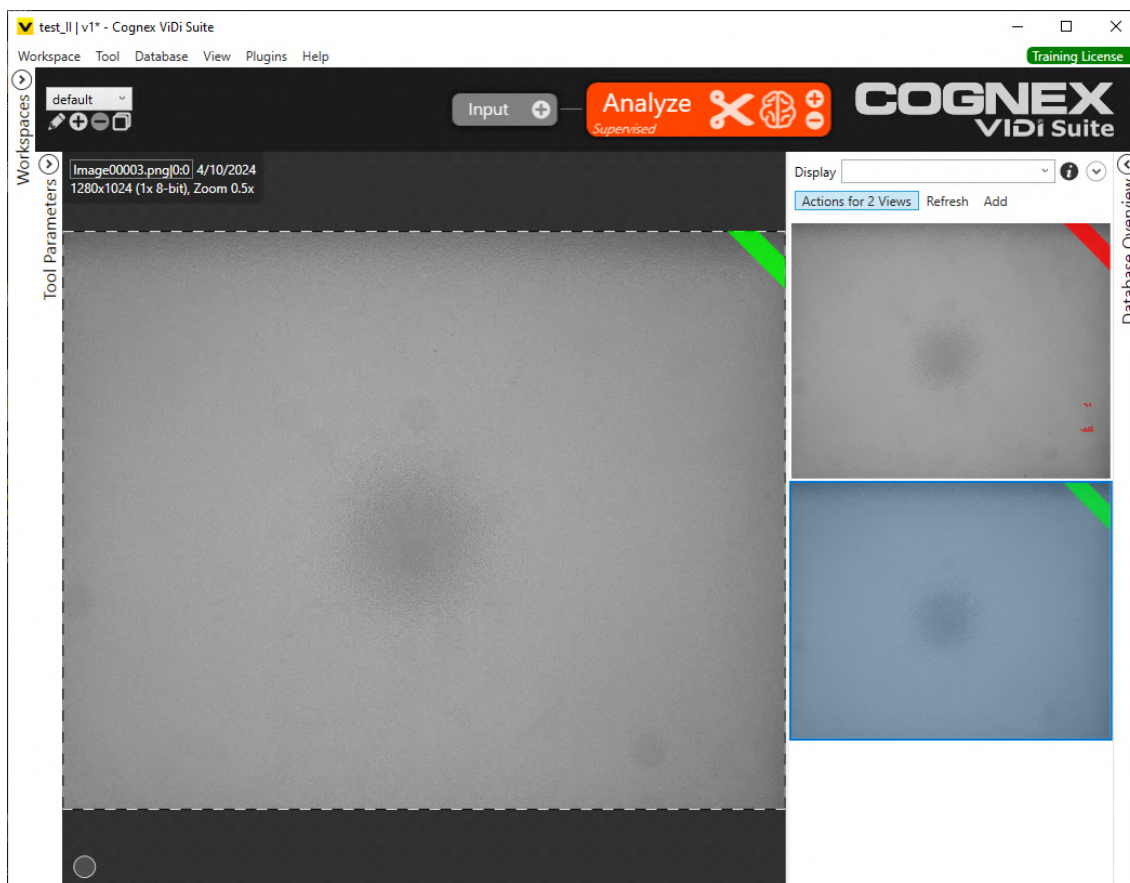 test_II | v1* - Cognex ViDi Suite
Workspace Tool Database View Plugins Help
Training License
Workspaces
default
Input
Analyze
Supervised
COGNEX
ViDi Suite
Tool Parameters
Image00003.png|0:0 4/10/2024
1280x1024 (1x 8-bit), Zoom 0.5x
Display
Actions for 2 Views Refresh Add
Database Overview